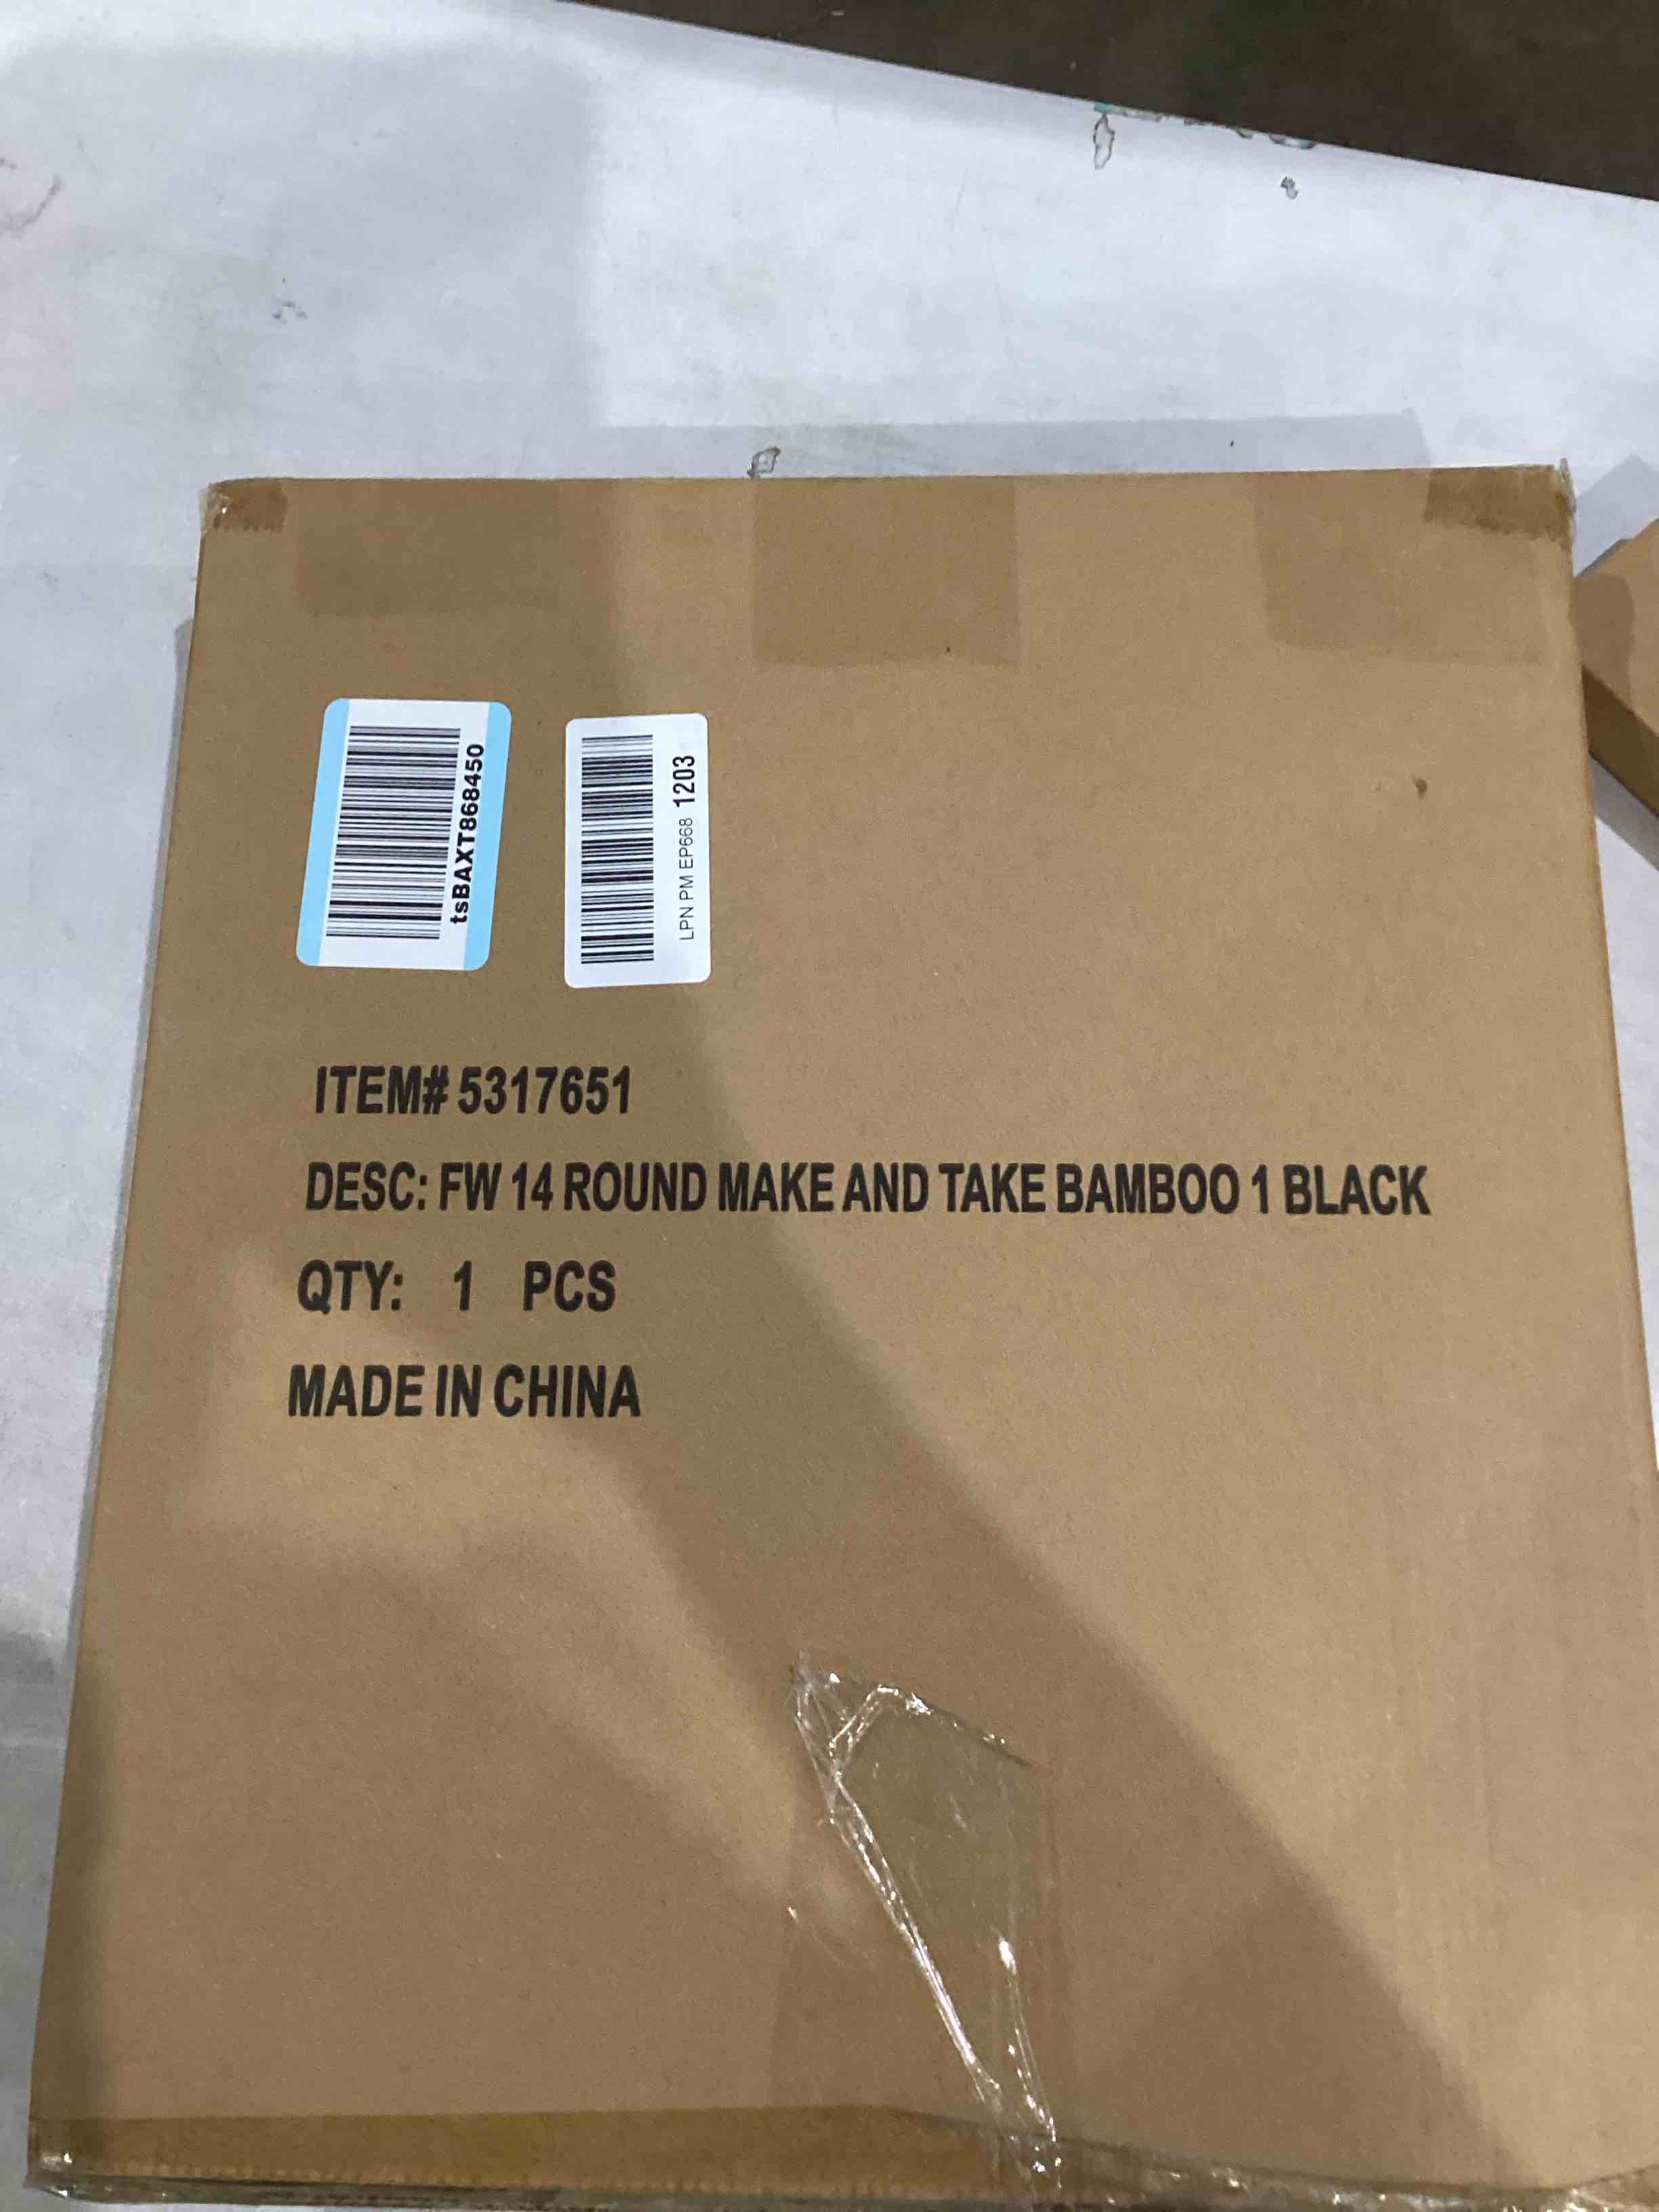 tsBAXT868450
LPN PM EP668 1203
ITEM# 5317651
DESC: FW 14 ROUND MAKE AND TAKE BAMBOO 1 BLACK
QTY: 1 PCS
MADE IN CHINA